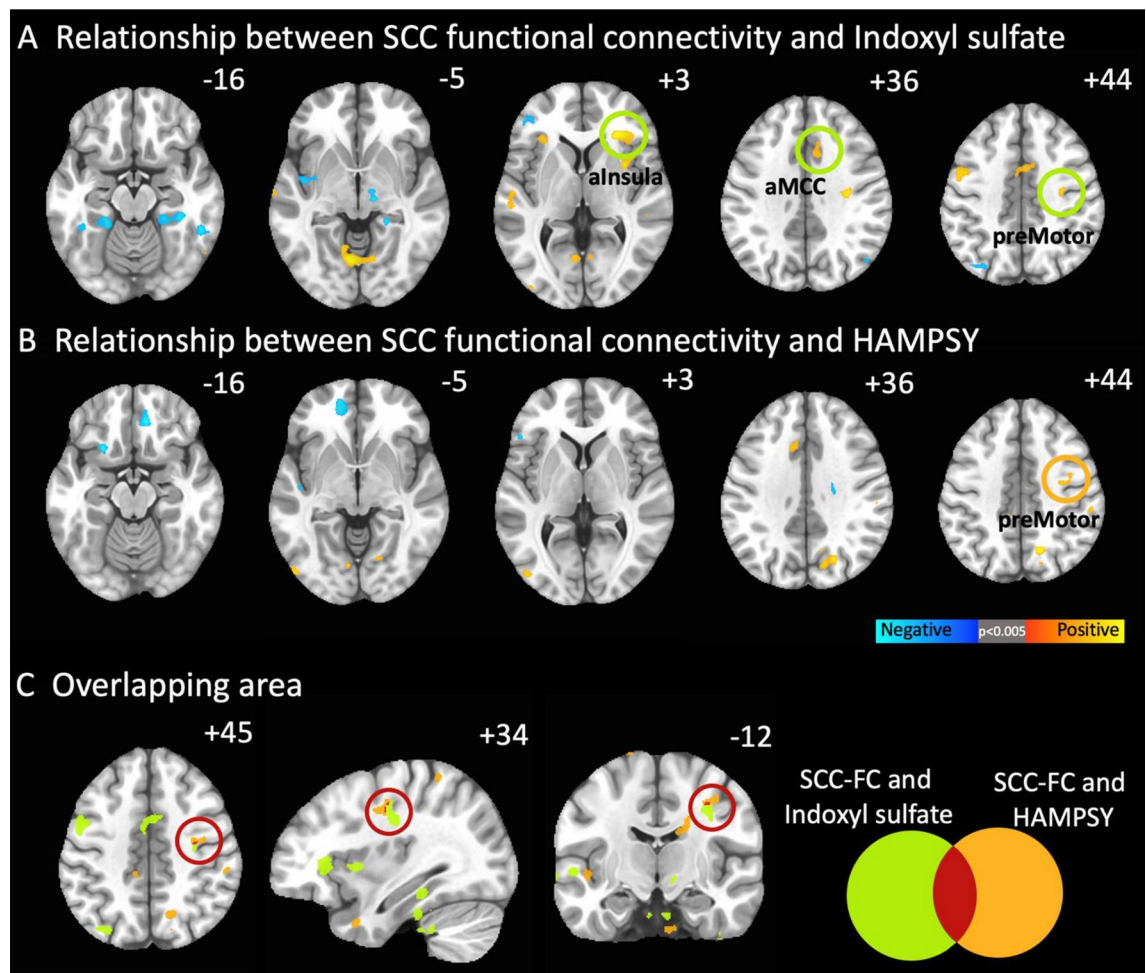 A Relationship between SCC functional connectivity and Indoxyl sulfate
-16
-5
+3
+36
+44
aInsula
aMCC
preMotor
B Relationship between SCC functional connectivity and HAMPSY
-16
-5
+3
+36
+44
preMotor
Negative p<0.005 Positive
C Overlapping area
+45
+34
-12
SCC-FC and
Indoxyl sulfate
SCC-FC and
HAMPSY